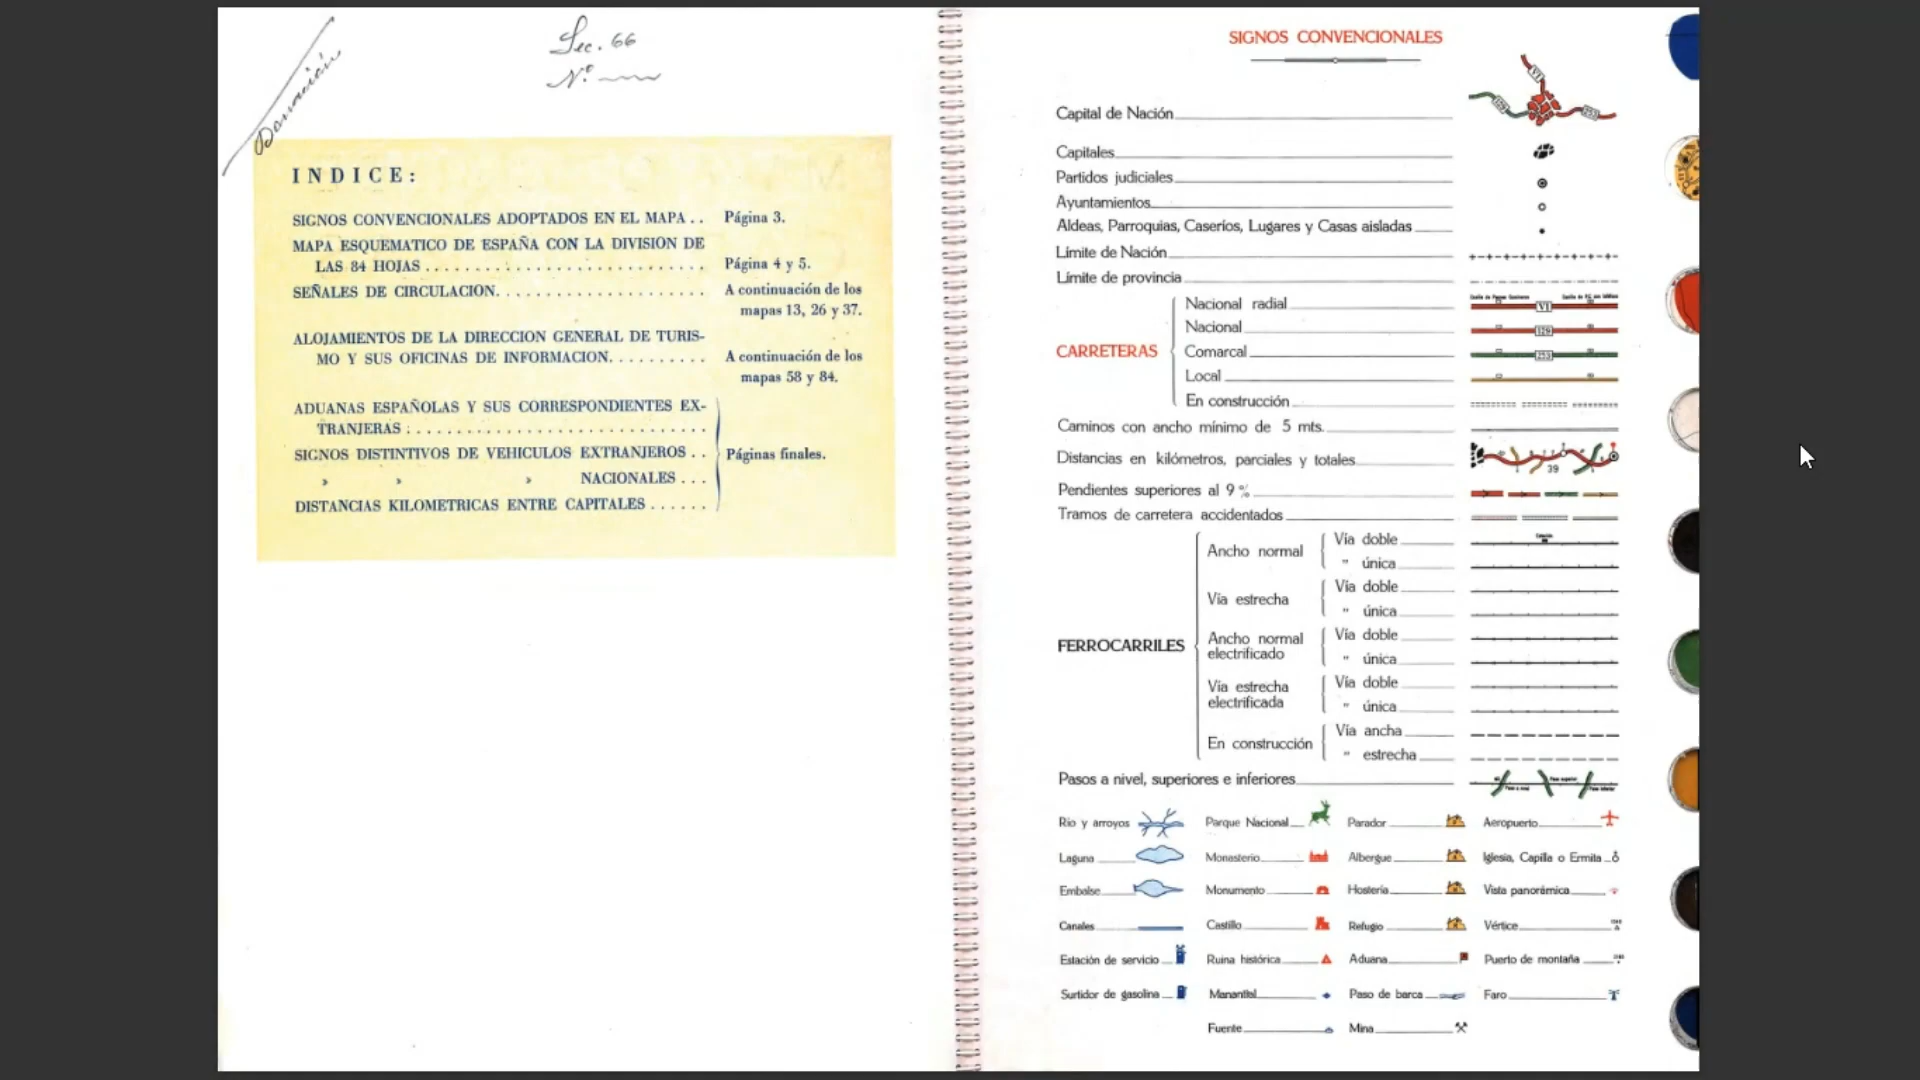 Donación
Sec. 66
N.º
INDICE:
SIGNOS CONVENCIONALES ADOPTADOS EN EL MAPA . . Página 3.
MAPA ESQUEMATICO DE ESPAÑA CON LA DIVISION DE
LAS 84 HOJAS . . . . . . . . . . . . . . . . . . . . . . . . . . . Página 4 y 5.
SEÑALES DE CIRCULACION. . . . . . . . . . . . . . . . . . . . A continuación de los
mapas 13, 26 y 37.
ALOJAMIENTOS DE LA DIRECCION GENERAL DE TURIS-
MO Y SUS OFICINAS DE INFORMACION. . . . . . . . . . A continuación de los
mapas 58 y 84.
ADUANAS ESPAÑOLAS Y SUS CORRESPONDIENTES EX-
TRANJERAS . . . . . . . . . . . . . . . . . . . . . . . . . . . . .
SIGNOS DISTINTIVOS DE VEHICULOS EXTRANJEROS . . Páginas finales.
» » » NACIONALES . . .
DISTANCIAS KILOMETRICAS ENTRE CAPITALES . . . . . .
SIGNOS CONVENCIONALES
Capital de Nación
VI
Capitales
Partidos judiciales
Ayuntamientos
Aldeas, Parroquias, Caseríos, Lugares y Casas aisladas
Límite de Nación
Límite de provincia
CARRETERAS
Nacional radial VI
Nacional 129
Comarcal 253
Local
En construcción
Caminos con ancho mínimo de 5 mts.
Distancias en kilómetros, parciales y totales 39
Pendientes superiores al 9 %
Tramos de carretera accidentados
FERROCARRILES
Ancho normal Vía doble
" única
Vía estrecha Vía doble
" única
Ancho normal electrificado Vía doble
" única
Vía estrecha electrificada Vía doble
" única
En construcción Vía ancha
" estrecha
Pasos a nivel, superiores e inferiores
Río y arroyos Parque Nacional Parador Aeropuerto
Laguna Monasterio Albergue Iglesia, Capilla o Ermita
Embalse Monumento Hostería Vista panorámica
Canales Castillo Refugio Vértice
Estación de servicio Ruina histórica Aduana Puerto de montaña
Surtidor de gasolina Manantial Paso de barca Faro
Fuente Mina